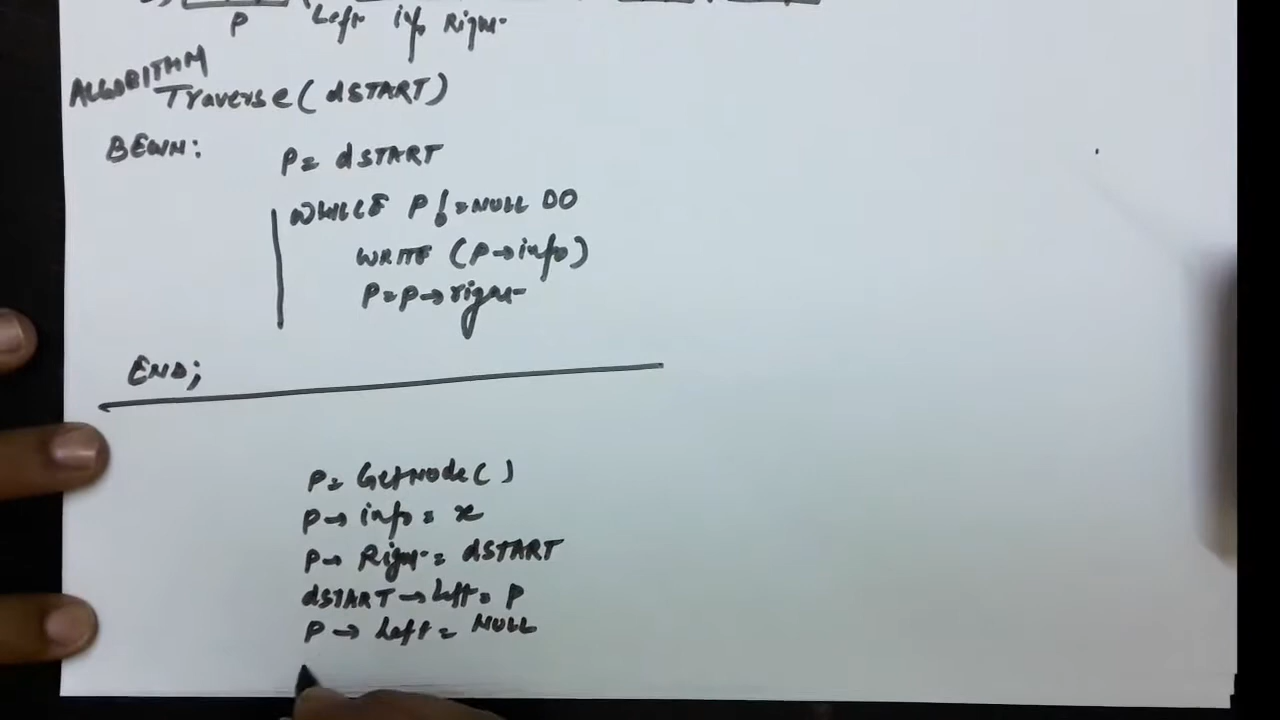 P Left info Right
ALGORITHM
Traverse(dSTART)
BEGIN:
P= dSTART
WHILE P!=NULL DO
WRITE (P→info)
P=P→right
END;
P= GetNode( )
P→ info = x
P→ Right= dSTART
dSTART→Left= P
P→ Left= NULL